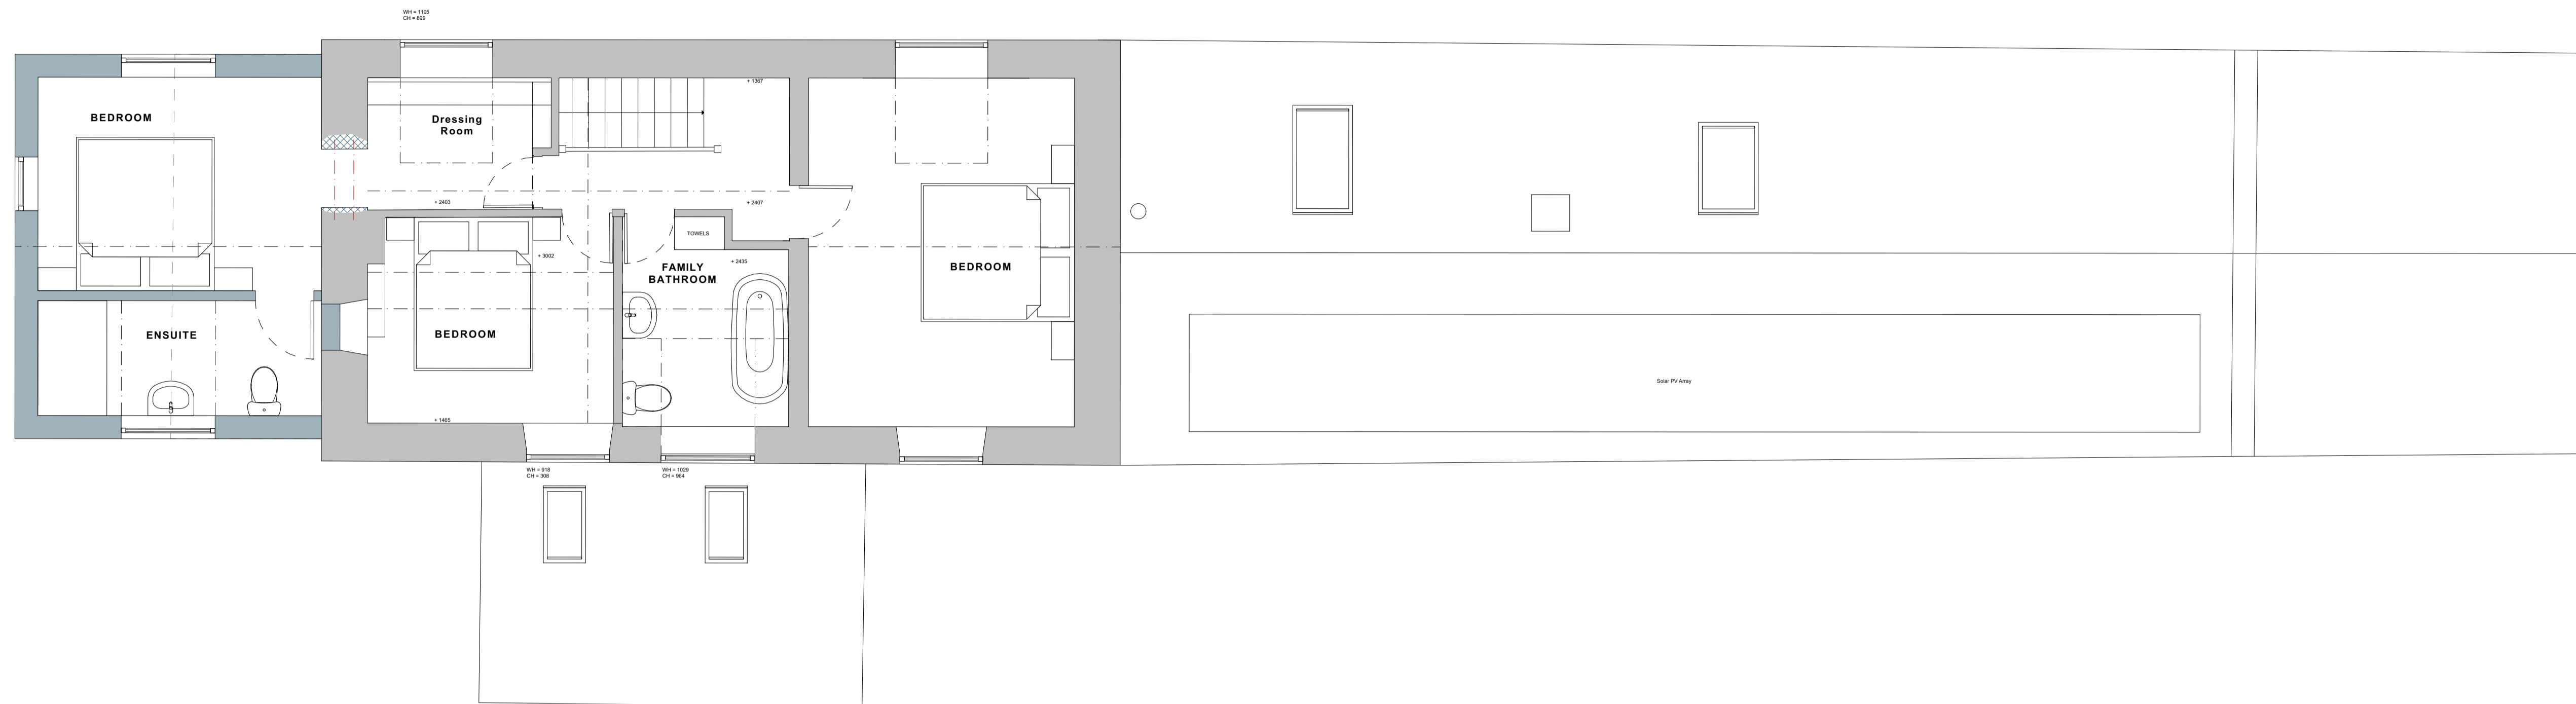 WH = 1105
CH = 899
+ 1367
BEDROOM
Dressing
Room
+ 2403
+ 2407
TOWELS
+ 3002
+ 2435
FAMILY
BATHROOM
BEDROOM
BEDROOM
ENSUITE
Solar PV Array
+ 1465
WH = 918
CH = 308
WH = 1029
CH = 964